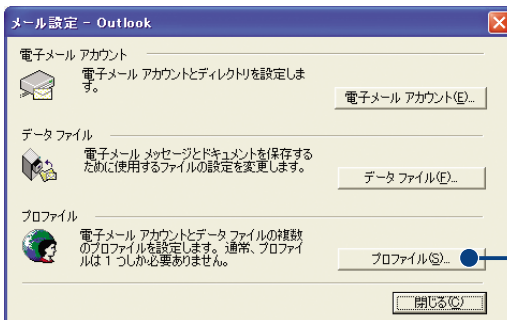 メール設定 - Outlook
電子メール アカウント
電子メール アカウントとディレクトリを設定しま
す。
電子メール アカウント(E)...
データ ファイル
電子メール メッセージとドキュメントを保存する
ために使用するファイルの設定を変更します。
データ ファイル(F)...
プロファイル
電子メール アカウントとデータ ファイルの複数
のプロファイルを設定します。通常、プロファイ
ルは 1 つしか必要ありません。
プロファイル(S)...
閉じる(C)